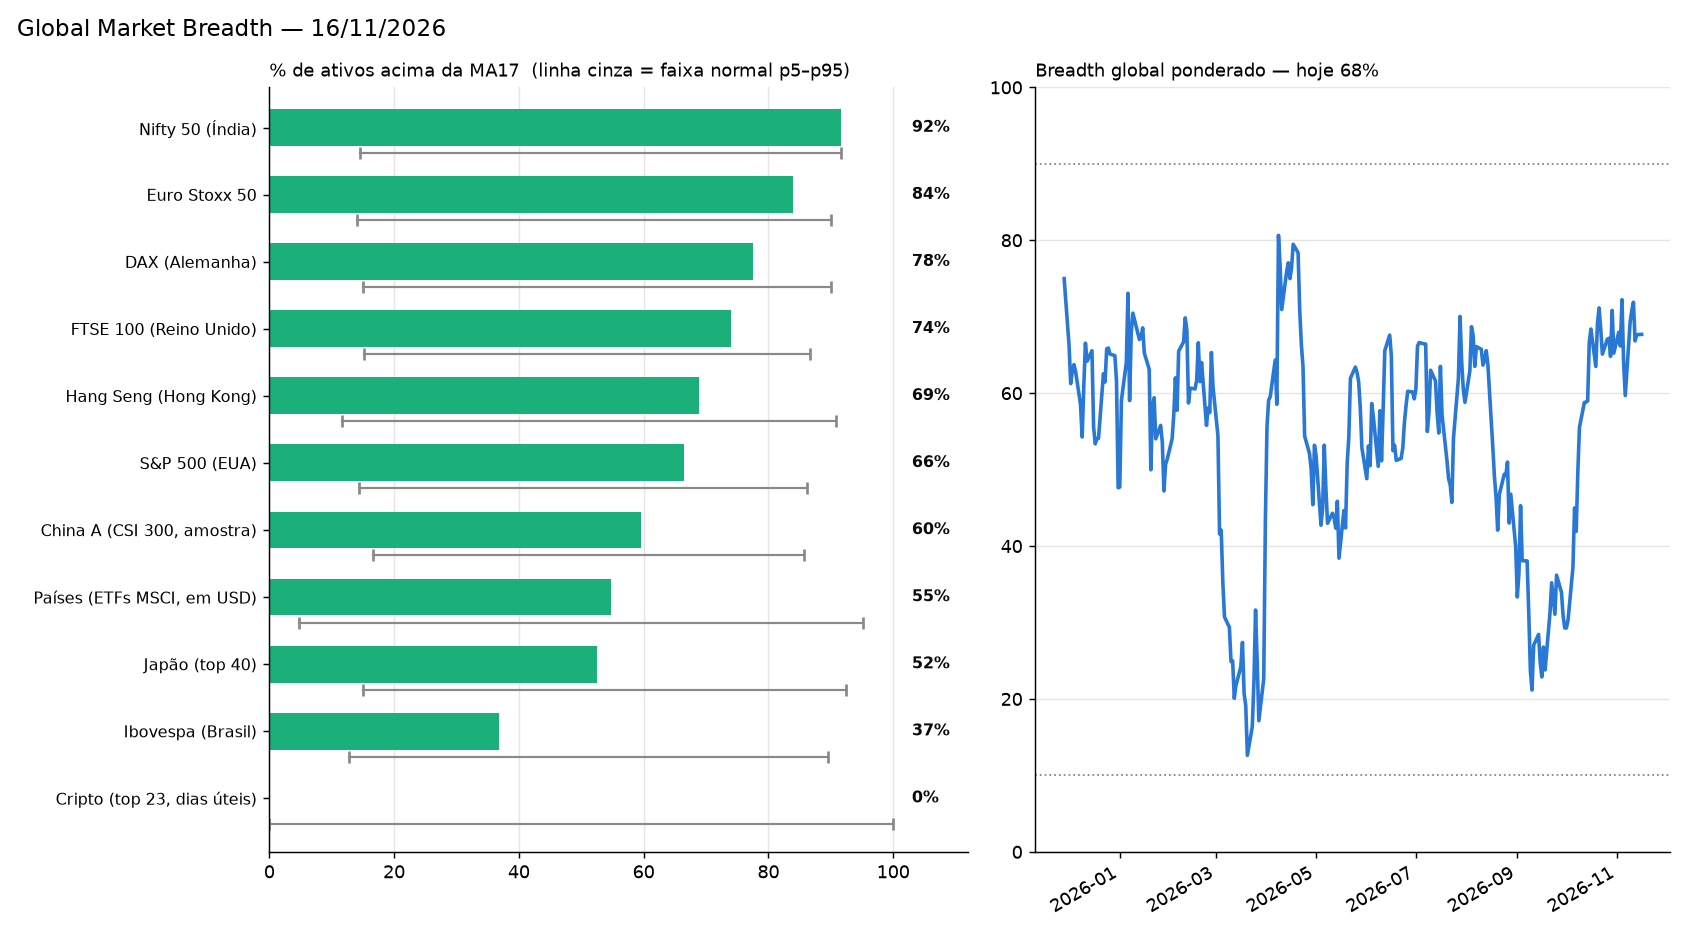 Global Market Breadth — 16/11/2026
% de ativos acima da MA17  (linha cinza = faixa normal p5–p95)
Nifty 50 (Índia)
92%
Euro Stoxx 50
84%
DAX (Alemanha)
78%
FTSE 100 (Reino Unido)
74%
Hang Seng (Hong Kong)
69%
S&P 500 (EUA)
66%
China A (CSI 300, amostra)
60%
Países (ETFs MSCI, em USD)
55%
Japão (top 40)
52%
Ibovespa (Brasil)
37%
Cripto (top 23, dias úteis)
0%
0 20 40 60 80 100
Breadth global ponderado — hoje 68%
100
80
60
40
20
0
2026-01 2026-03 2026-05 2026-07 2026-09 2026-11